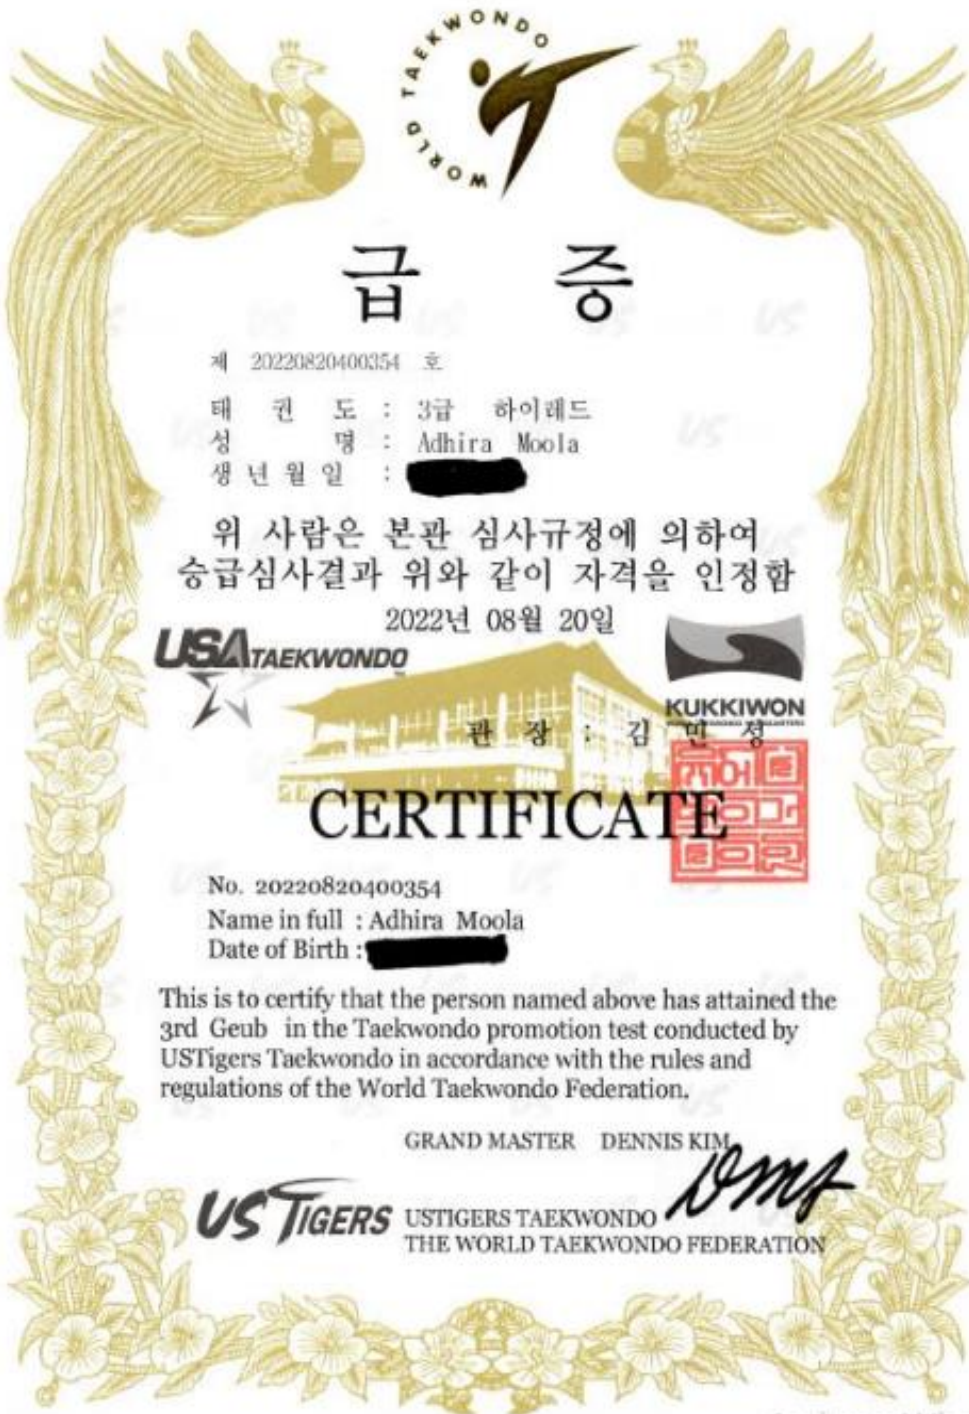 WORLD TAEKWONDO
급 증
제 20220820400354 호
태 권 도 : 3급 하이레드
성 명 : Adhira Moola
생 년 월 일 :
위 사람은 본관 심사규정에 의하여
승급심사결과 위와 같이 자격을 인정함
2022년 08월 20일
USA TAEKWONDO
KUKKIWON
관 장 : 김 민 성
CERTIFICATE
No. 20220820400354
Name in full : Adhira Moola
Date of Birth :
This is to certify that the person named above has attained the
3rd Geub in the Taekwondo promotion test conducted by
USTigers Taekwondo in accordance with the rules and
regulations of the World Taekwondo Federation.
GRAND MASTER DENNIS KIM
US TIGERS
USTIGERS TAEKWONDO
THE WORLD TAEKWONDO FEDERATION